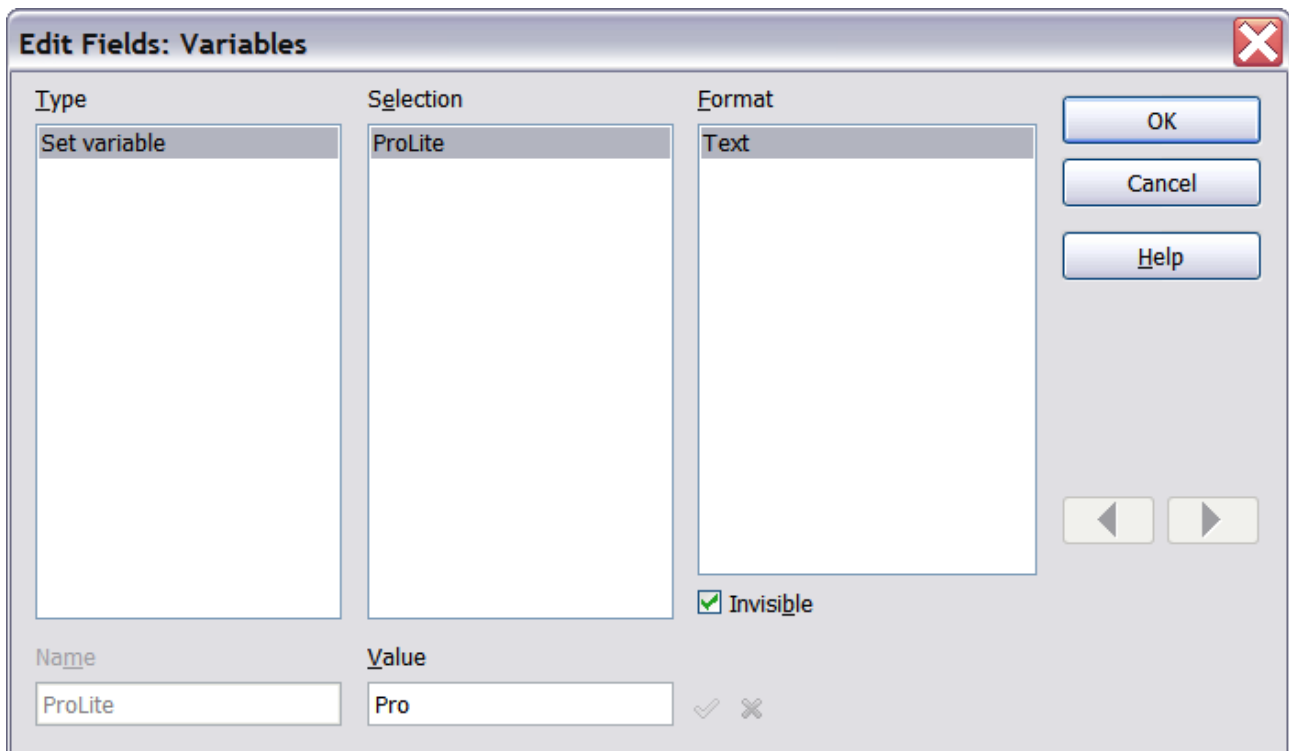 Edit Fields: Variables
Type
Selection
Format
Set variable
ProLite
Text
OK
Cancel
Help
Invisible
Name
Value
ProLite
Pro